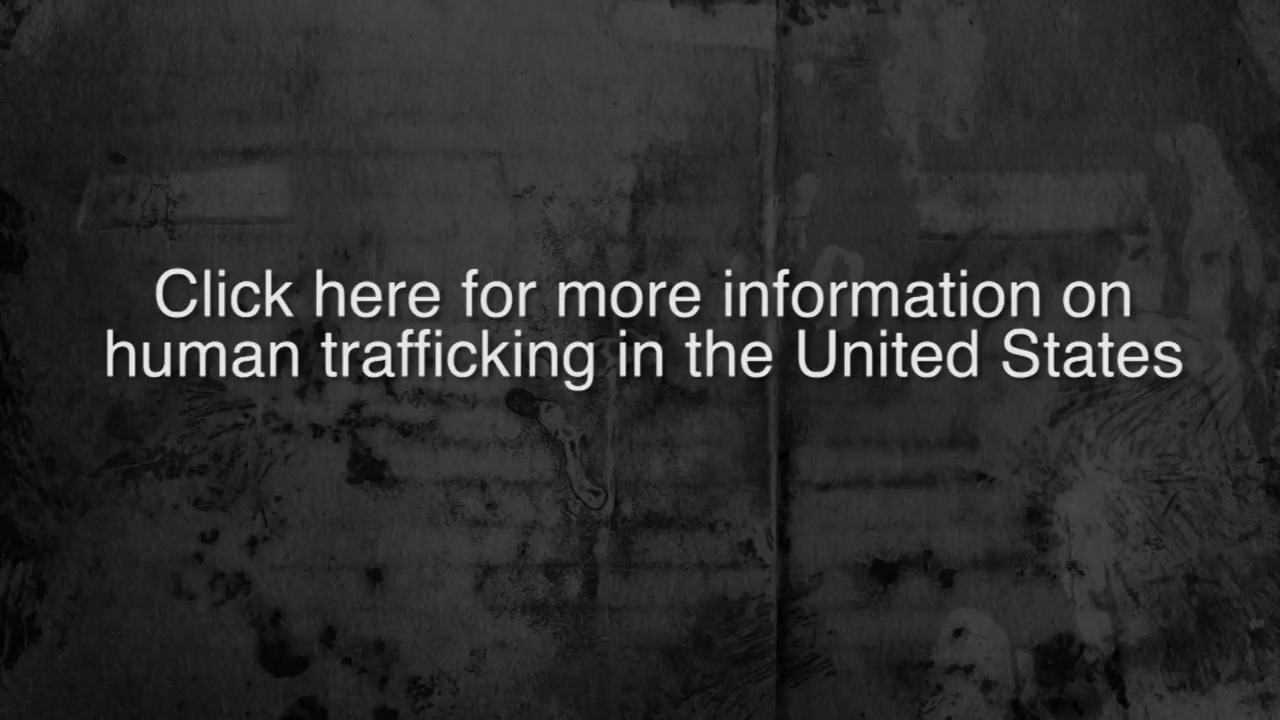 Click here for more information on
human trafficking in the United States